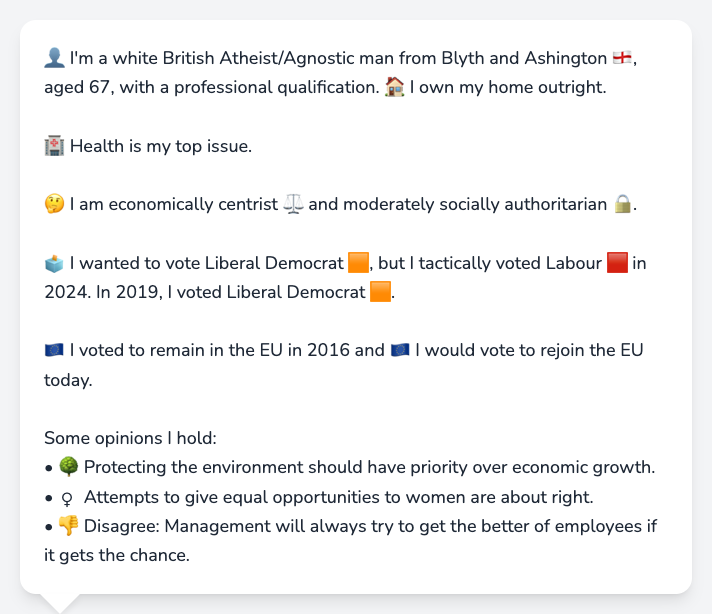 👤 I'm a white British Atheist/Agnostic man from Blyth and Ashington 🏴󠁧󠁢󠁥󠁮󠁧󠁿,
aged 67, with a professional qualification. 🏠 I own my home outright.
🏥 Health is my top issue.
🤔 I am economically centrist ⚖️ and moderately socially authoritarian 🔒.
🗳️ I wanted to vote Liberal Democrat 🟧, but I tactically voted Labour 🟥 in
2024. In 2019, I voted Liberal Democrat 🟧.
🇪🇺 I voted to remain in the EU in 2016 and 🇪🇺 I would vote to rejoin the EU
today.
Some opinions I hold:
• 🌳 Protecting the environment should have priority over economic growth.
• ♀ Attempts to give equal opportunities to women are about right.
• 👎 Disagree: Management will always try to get the better of employees if
it gets the chance.